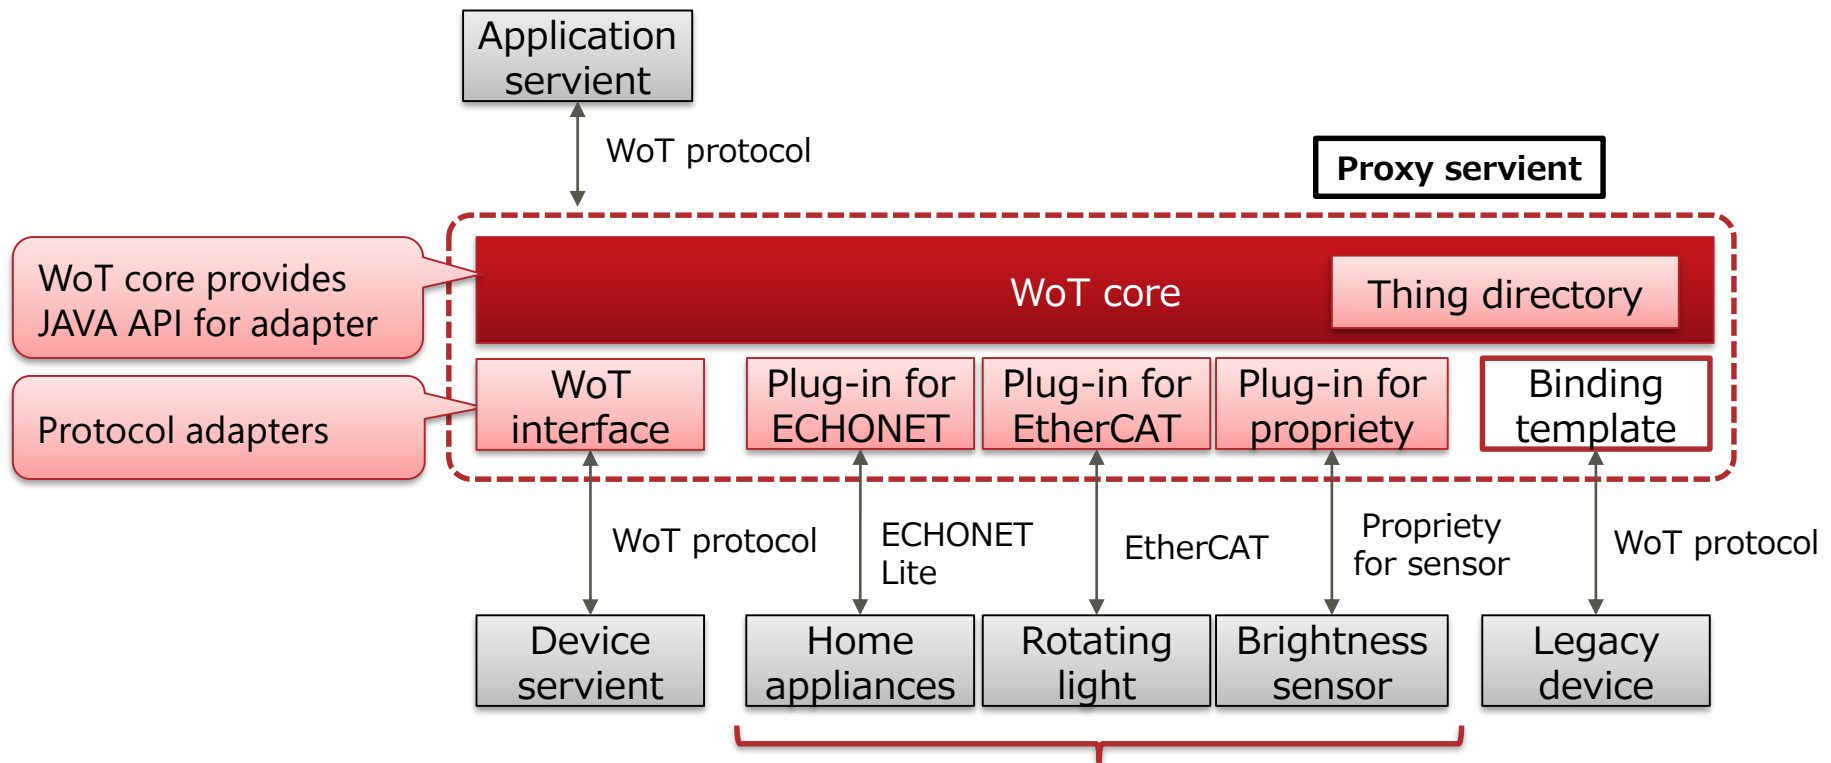 Application
servient
WoT protocol
Proxy servient
WoT core provides
JAVA API for adapter
WoT core
Thing directory
Protocol adapters
WoT
interface
Plug-in for
ECHONET
Plug-in for
EtherCAT
Plug-in for
propriety
Binding
template
WoT protocol
ECHONET
Lite
EtherCAT
Propriety
for sensor
WoT protocol
Device
servient
Home
appliances
Rotating
light
Brightness
sensor
Legacy
device